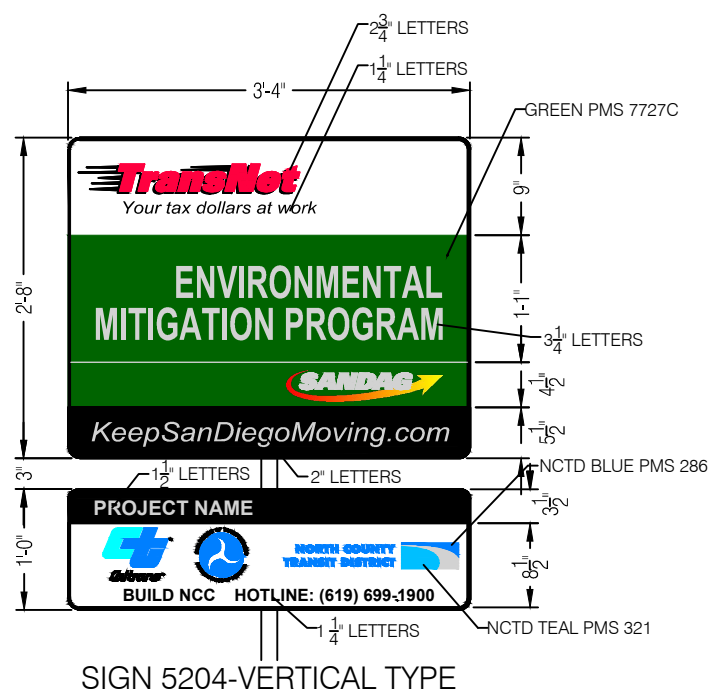 2 3/4" LETTERS
1 1/4" LETTERS
3'-4"
GREEN PMS 7727C
TransNet
Your tax dollars at work
9"
2'-8"
ENVIRONMENTAL
MITIGATION PROGRAM
1'-1"
3 1/4" LETTERS
SANDAG
4 1/2"
KeepSanDiegoMoving.com
5 1/2"
3"
1 1/2" LETTERS
2" LETTERS
NCTD BLUE PMS 286
PROJECT NAME
3 1/2"
1'-0"
Caltrans
NORTH COUNTY
TRANSIT DISTRICT
8 1/2"
BUILD NCC HOTLINE: (619) 699-1900
1 1/4" LETTERS
NCTD TEAL PMS 321
SIGN 5204-VERTICAL TYPE